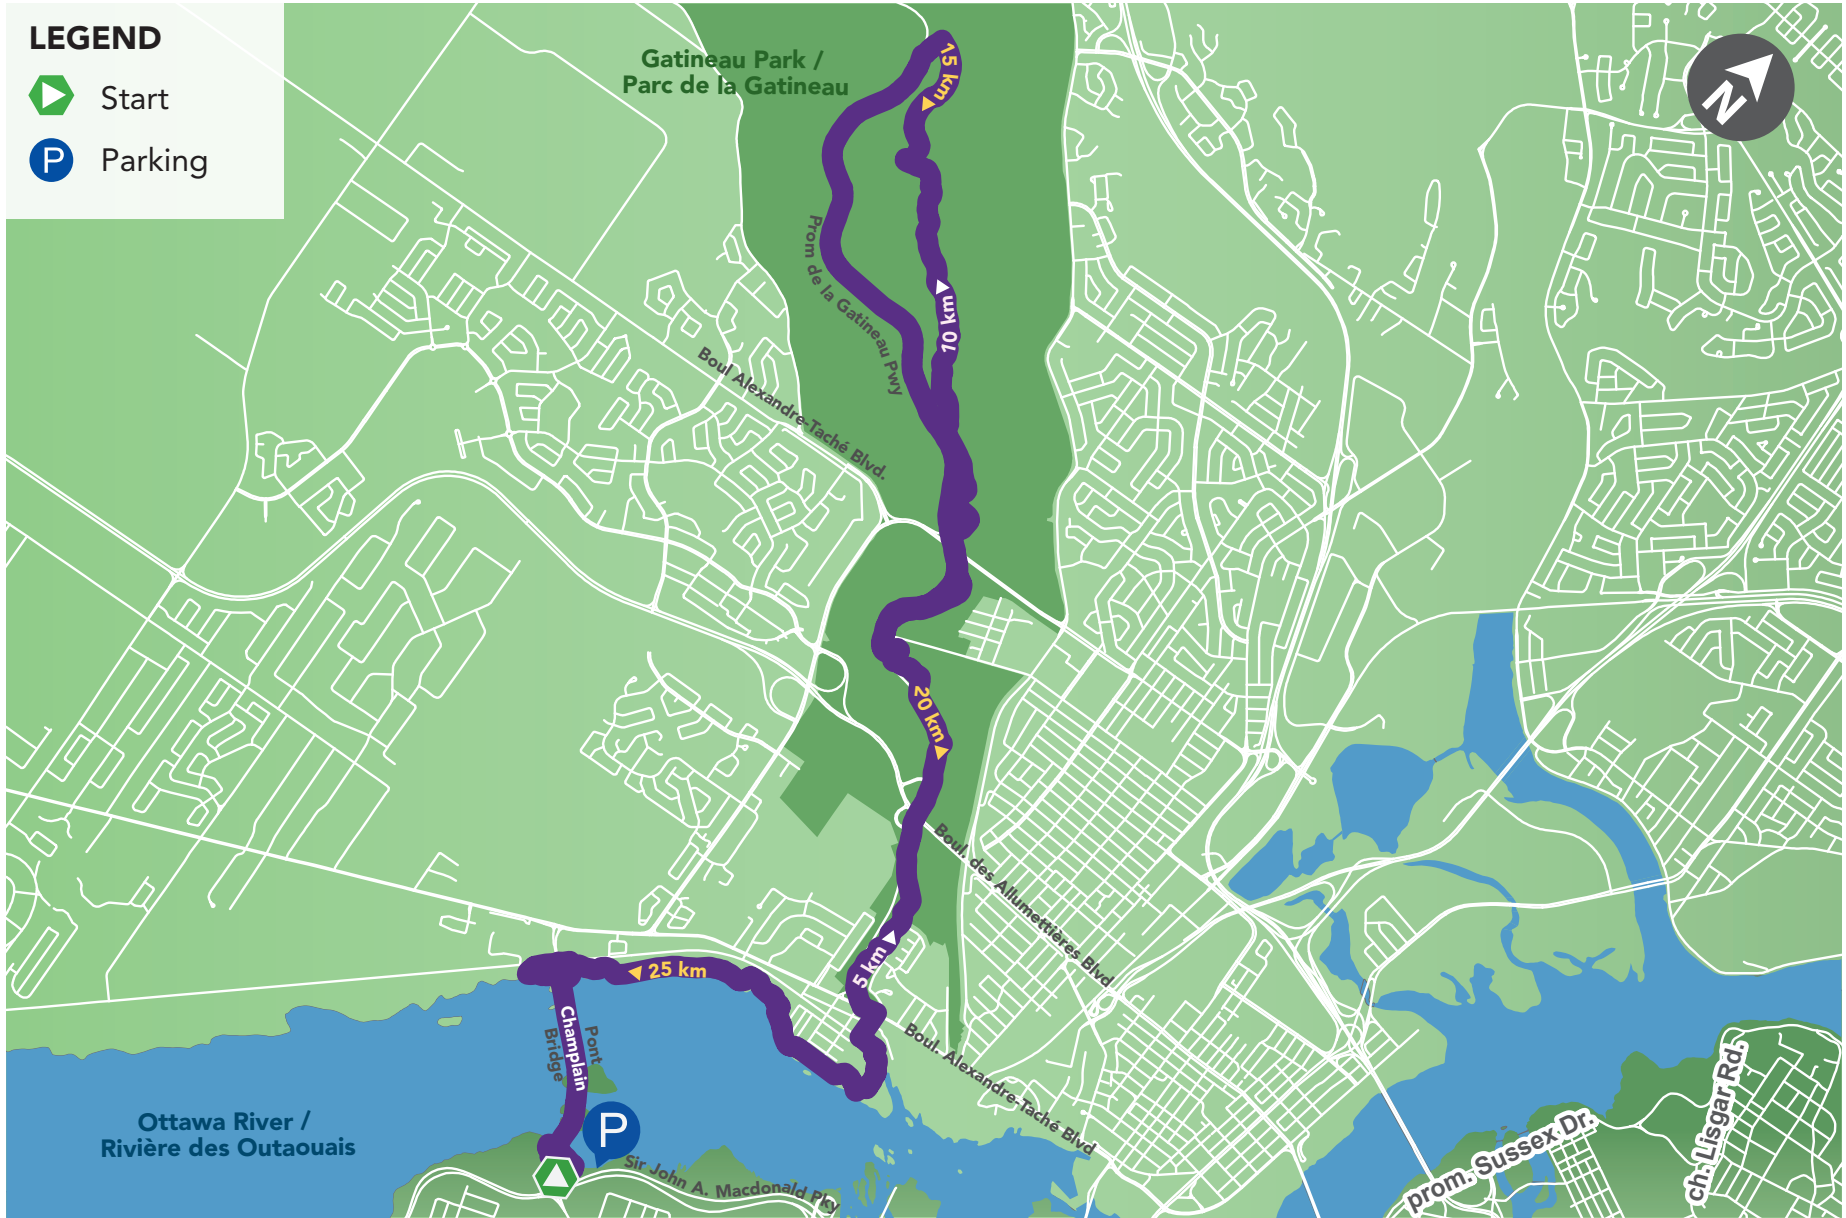 LEGEND
Start
P
Parking
Gatineau Park /
Parc de la Gatineau
N
15 km
Prom de la Gatineau Pwy
10 km
Boul Alexandre-Taché Blvd.
20 km
Boul. des Allumettières Blvd
5 km
25 km
Boul. Alexandre-Taché Blvd
Pont
Champlain
Bridge
Ottawa River /
Rivière des Outaouais
P
Sir John A. Macdonald Pky
prom. Sussex Dr.
ch. Lisgar Rd.